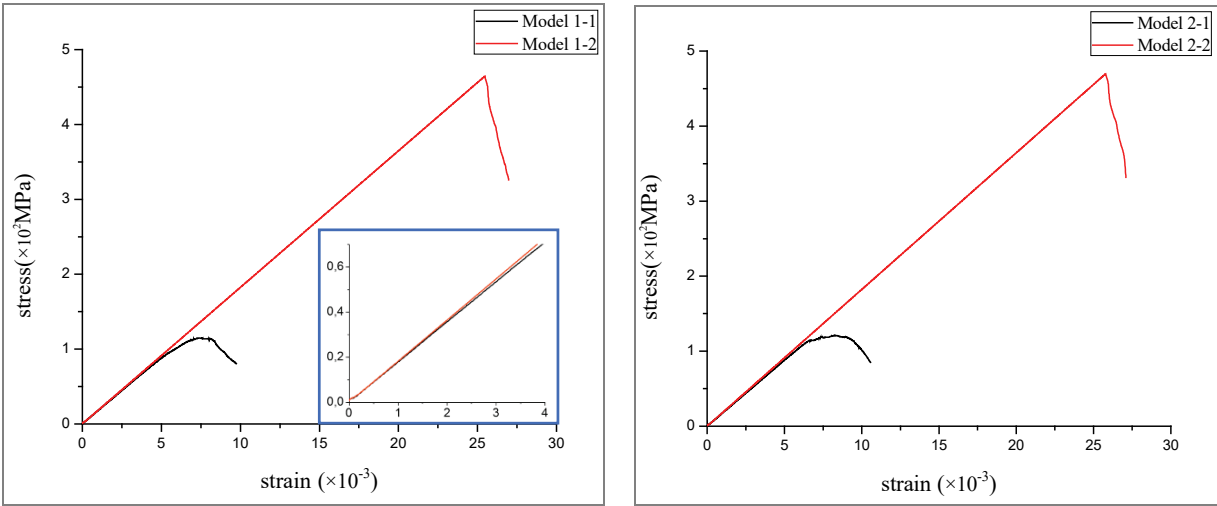 Model 1-1
Model 1-2
5
4
3
2
1
0
stress(×10²MPa)
0,6
0,4
0,2
0,0
0 1 2 3 4
0 5 10 15 20 25 30
strain (×10⁻³)
Model 2-1
Model 2-2
5
4
3
2
1
0
stress(×10²MPa)
0 5 10 15 20 25 30
strain (×10⁻³)